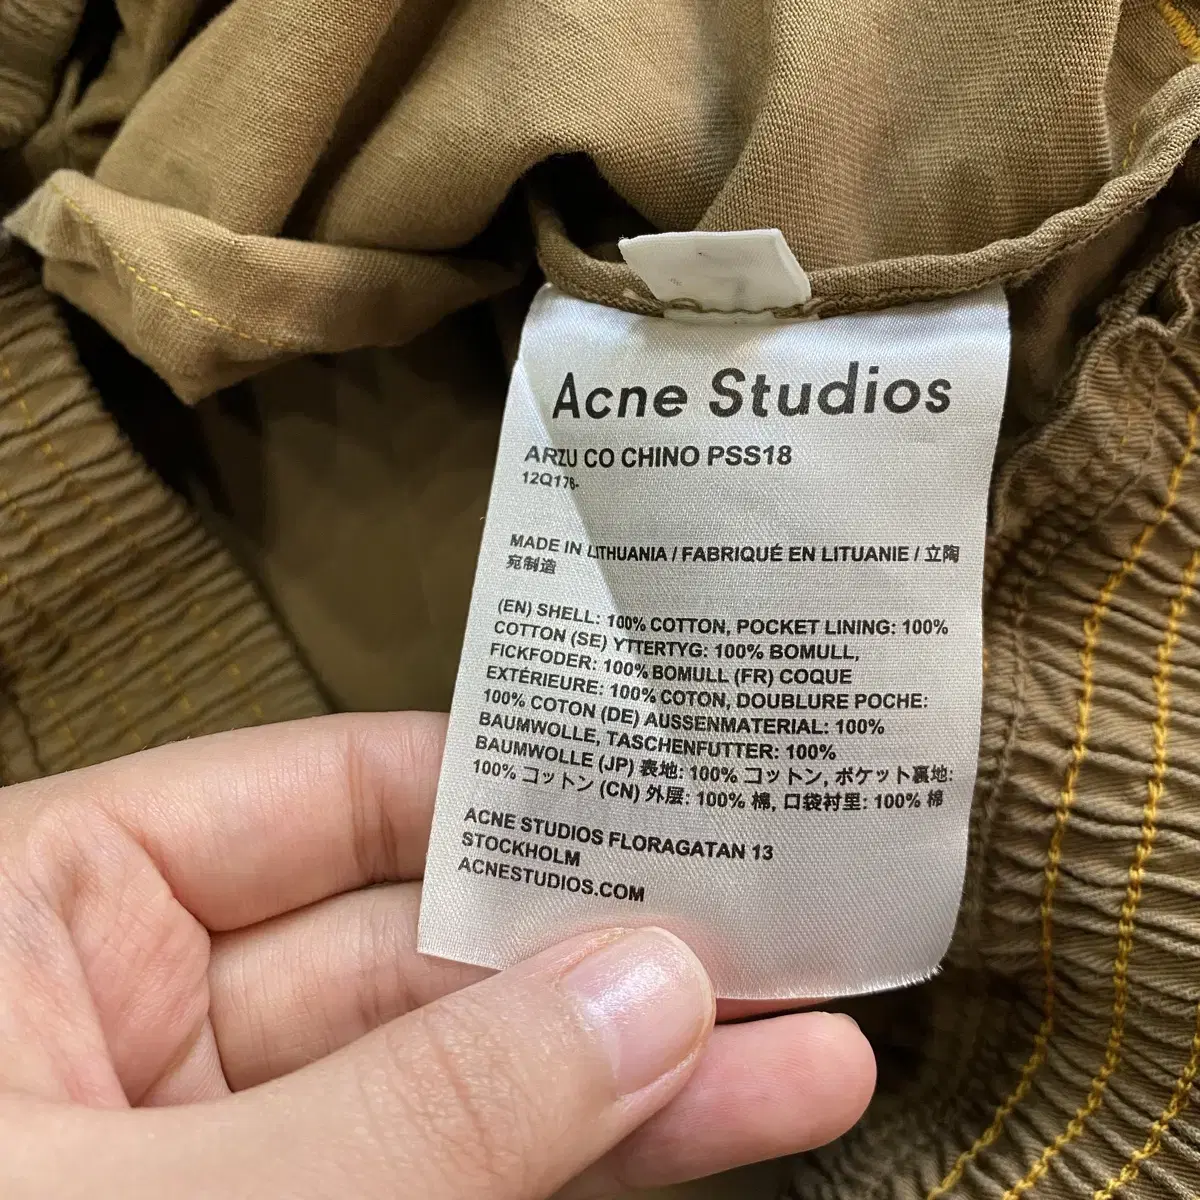 Acne Studios
ARZU CO CHINO PSS18
12Q176-
MADE IN LITHUANIA / FABRIQUÉ EN LITUANIE / 立陶
宛制造
(EN) SHELL: 100% COTTON, POCKET LINING: 100%
COTTON (SE) YTTERTYG: 100% BOMULL,
FICKFODER: 100% BOMULL (FR) COQUE
EXTÉRIEURE: 100% COTON, DOUBLURE POCHE:
100% COTON (DE) AUSSENMATERIAL: 100%
BAUMWOLLE, TASCHENFUTTER: 100%
BAUMWOLLE (JP) 表地: 100% コットン, ポケット裏地:
100% コットン (CN) 外层: 100% 棉, 口袋衬里: 100% 棉
ACNE STUDIOS FLORAGATAN 13
STOCKHOLM
ACNESTUDIOS.COM